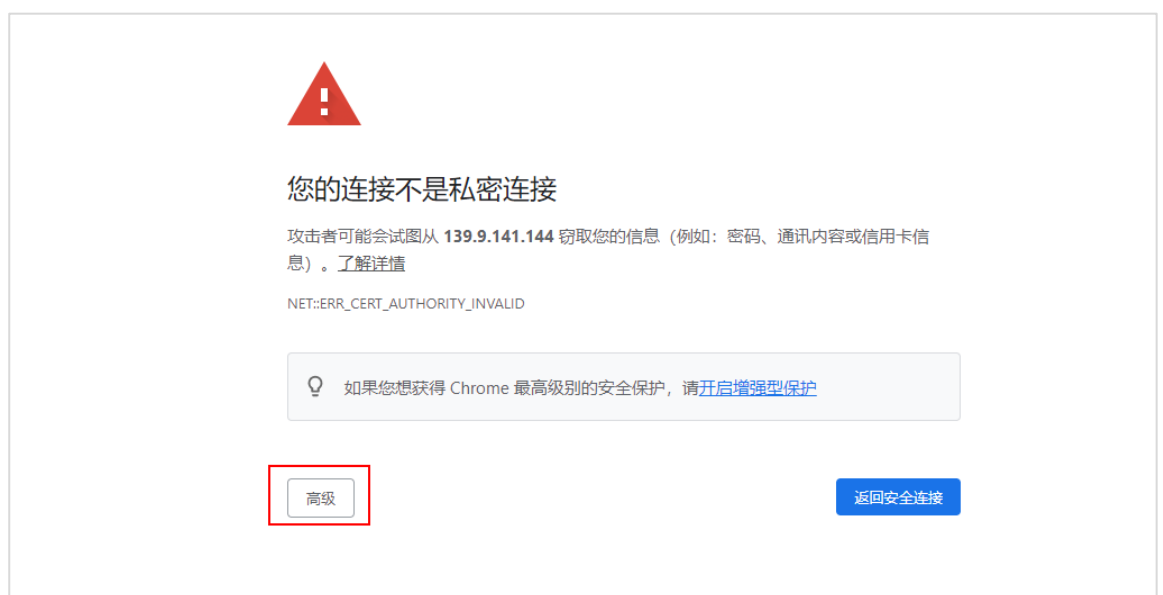 您的连接不是私密连接
攻击者可能会试图从 139.9.141.144 窃取您的信息（例如：密码、通讯内容或信用卡信
息）。了解详情
NET::ERR_CERT_AUTHORITY_INVALID
如果您想获得 Chrome 最高级别的安全保护，请开启增强型保护
高级
返回安全连接